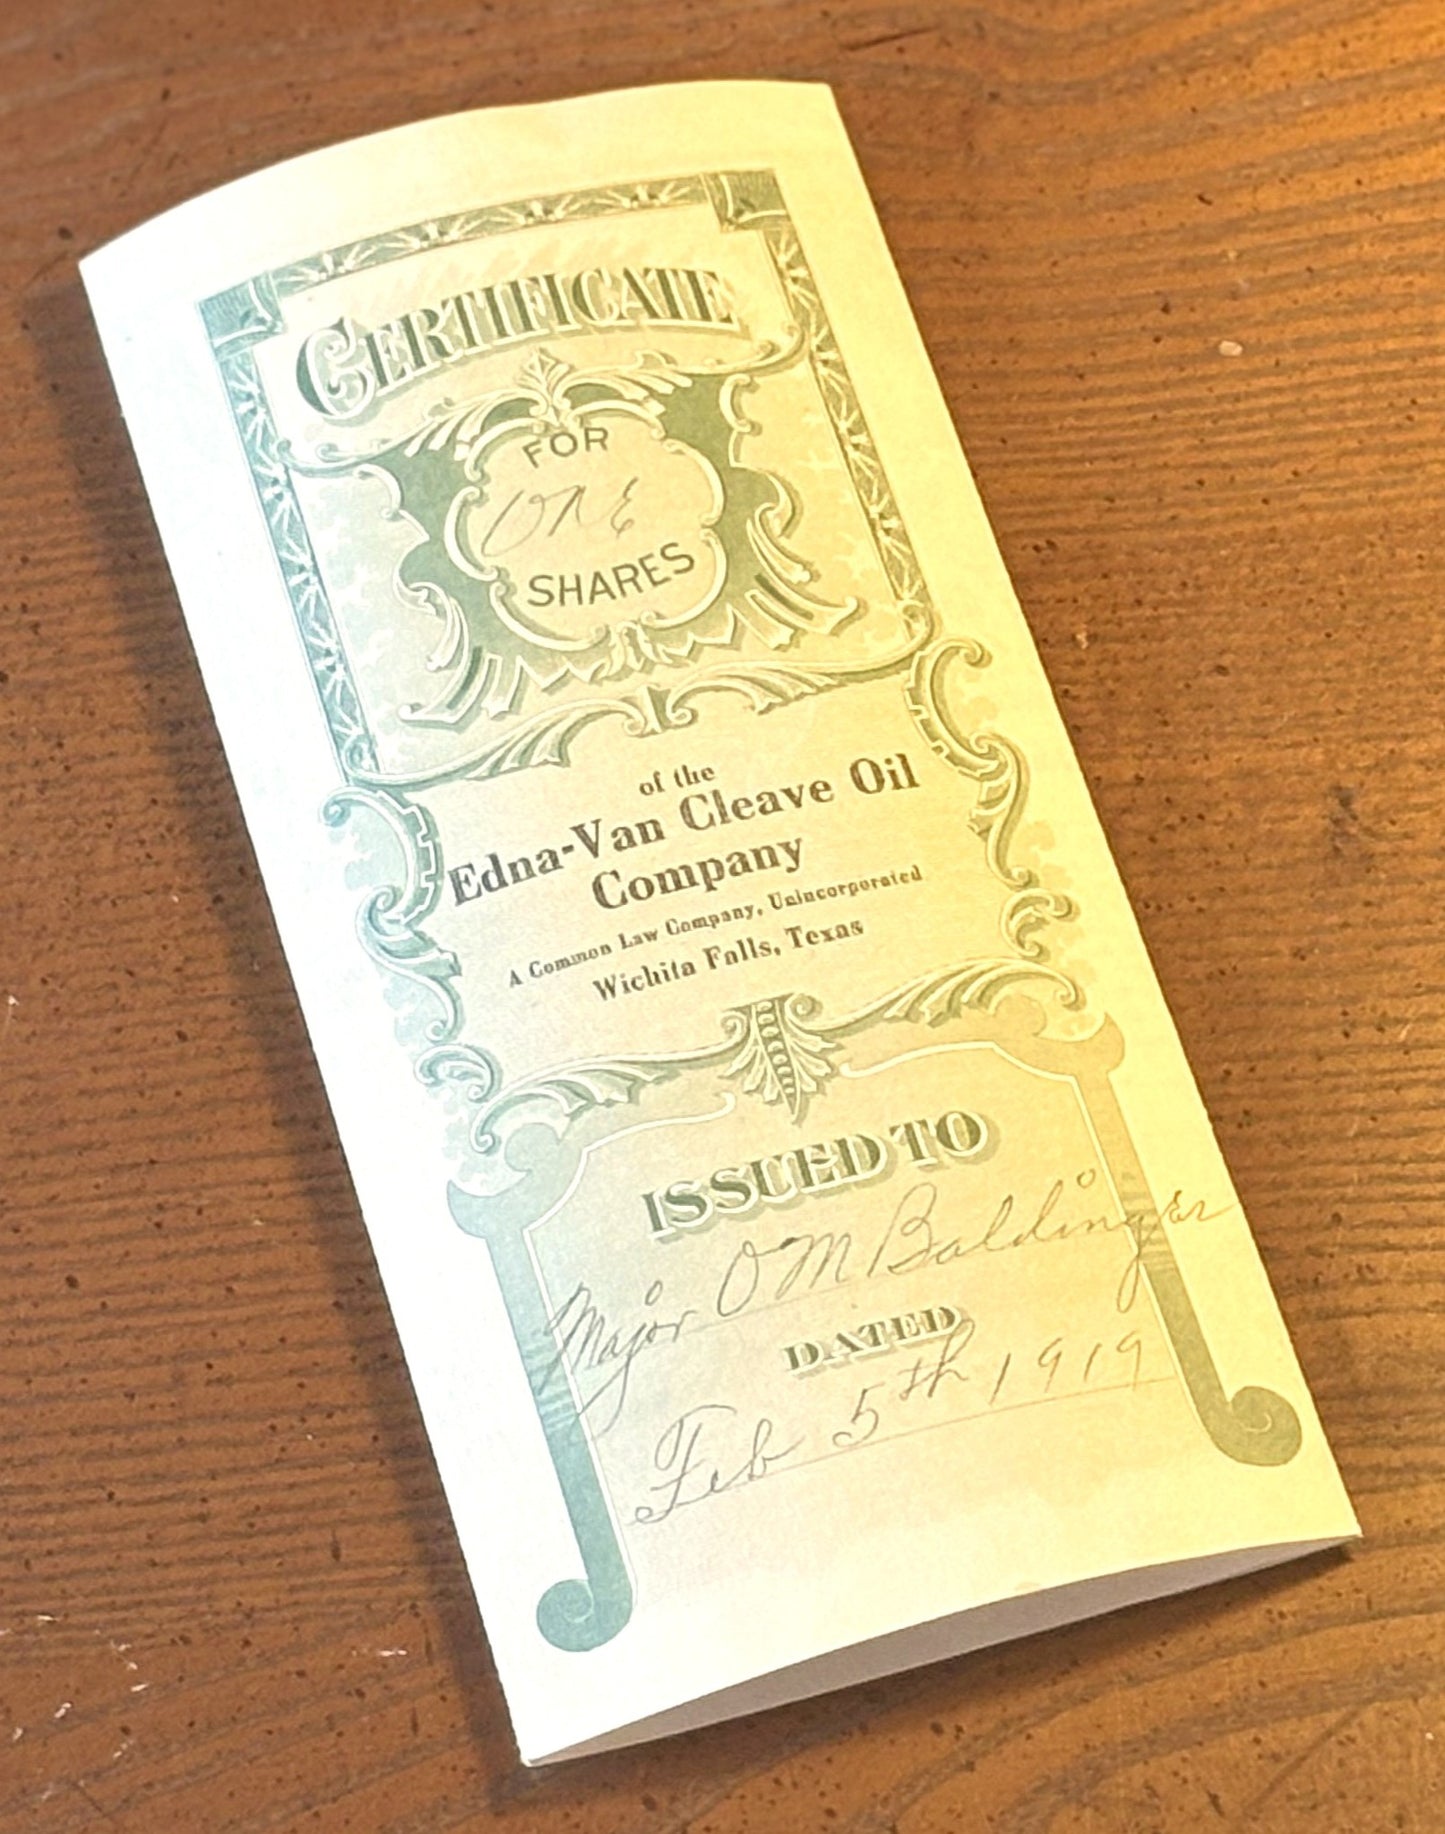 CERTIFICATE
FOR
ONE
SHARES
of the
Edna-Van Cleave Oil
Company
A Common Law Company, Unincorporated
Wichita Falls, Texas
ISSUED TO
Major O M Baldinger
DATED
Feb 5th 1919